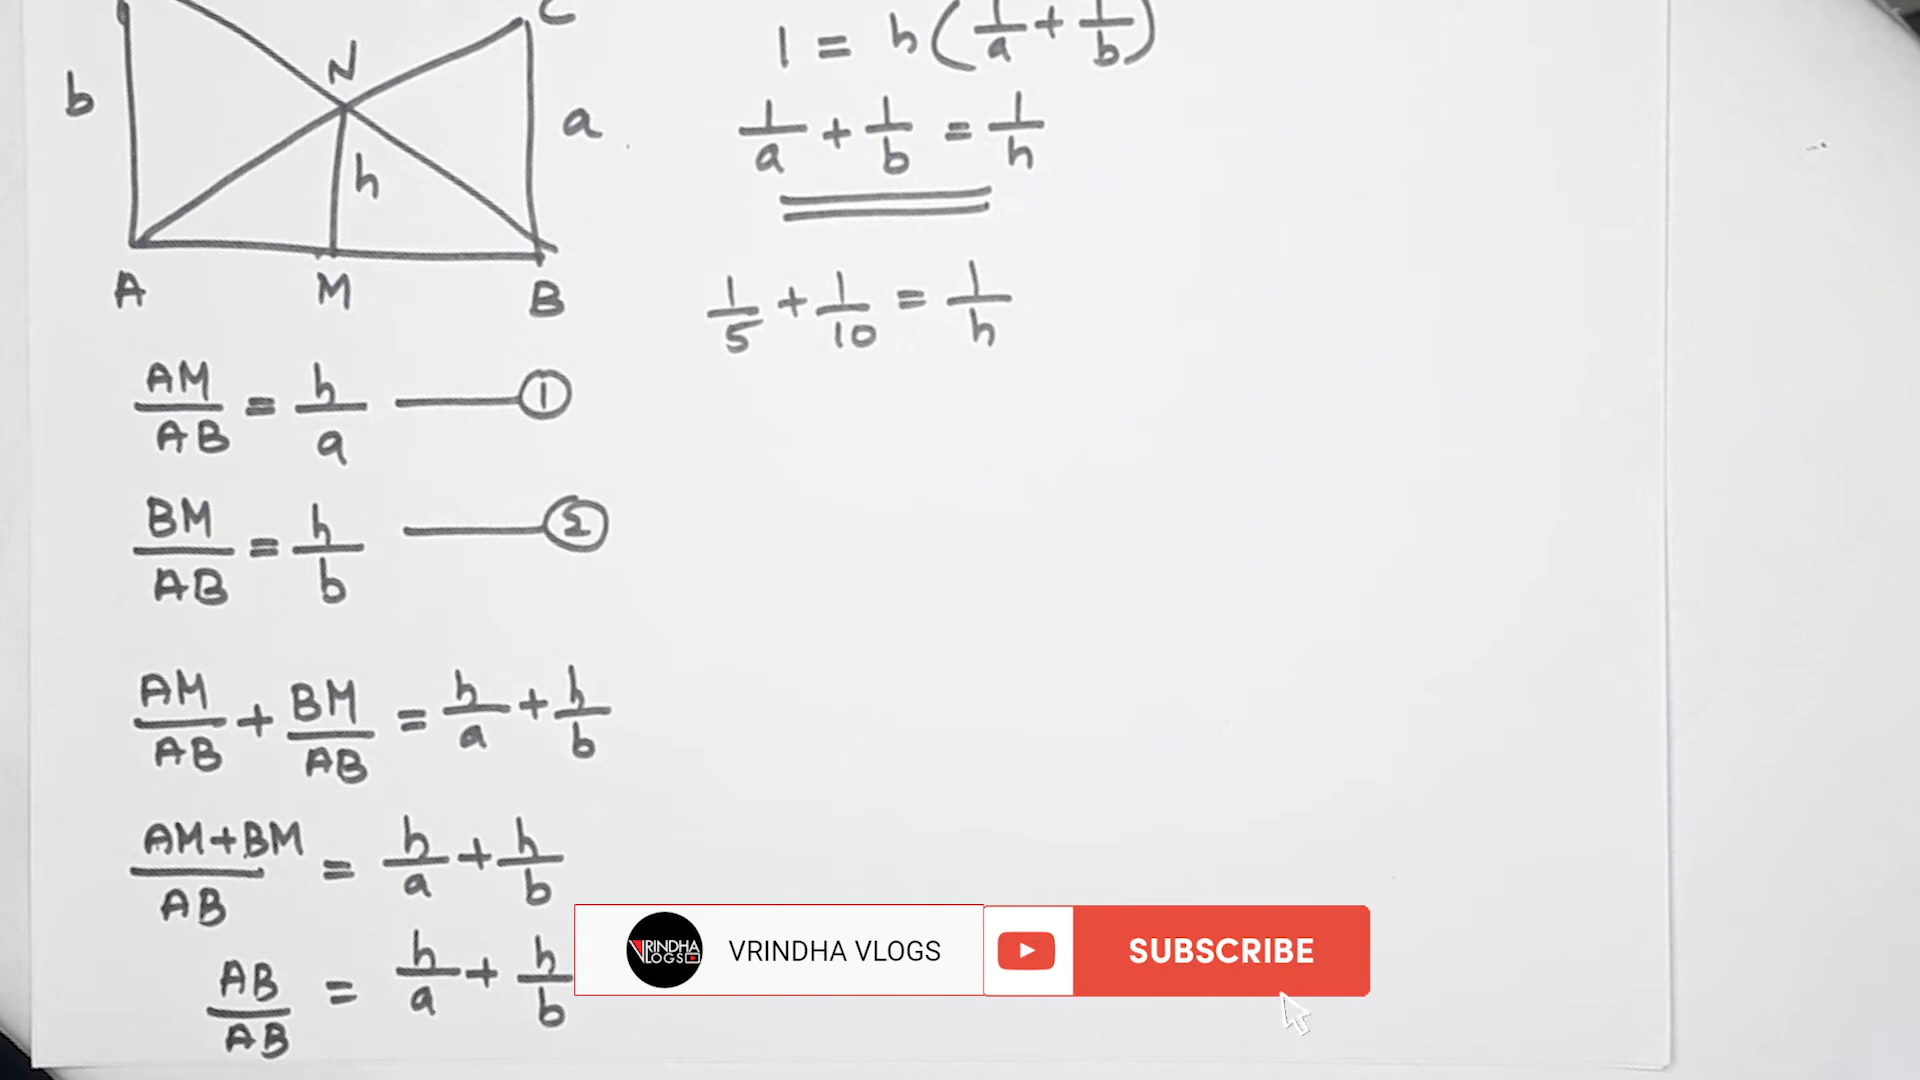 C
N
b
a
h
A M B
AM/AB = h/a ——— ①
BM/AB = h/b ——— ②
AM/AB + BM/AB = h/a + h/b
AM+BM/AB = h/a + h/b
AB/AB = h/a + h/b
1 = h(1/a + 1/b)
1/a + 1/b = 1/h
1/5 + 1/10 = 1/h
VRINDHA VLOGS
VRINDHA VLOGS
SUBSCRIBE